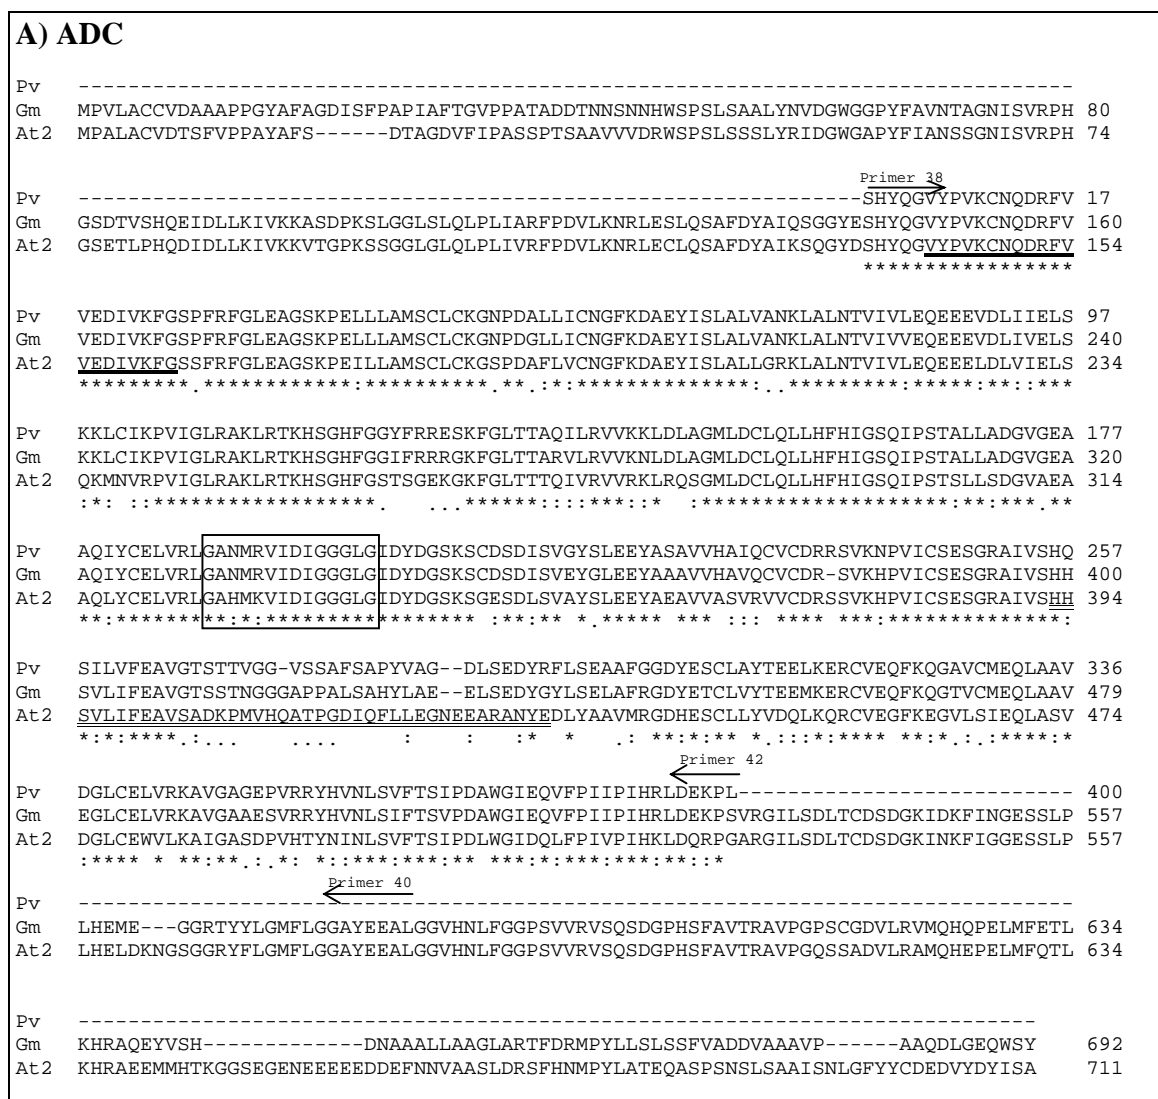 A) ADC
Pv --------------------------------------------------------------------------------
Gm MPVLACCVDAAAPPGYAFAGDISFPAPIAFTGVPPATADDTNNSNNHWSPSLSAALYNVDGWGGPYFAVNTAGNISVRPH 80
At2 MPALACVDTSFVPPAYAFS------DTAGDVFIPASSPTSAAVVVDRWSPSLSSSLYRIDGWGAPYFIANSSGNISVRPH 74
Primer 38
Pv ---------------------------------------------------------------SHYQGVYPVKCNQDRFV 17
Gm GSDTVSHQEIDLLKIVKKASDPKSLGGLSLQLPLIARFPDVLKNRLESLQSAFDYAIQSGGYESHYQGVYPVKCNQDRFV 160
At2 GSETLPHQDIDLLKIVKKVTGPKSSGGLGLQLPLIVRFPDVLKNRLECLQSAFDYAIKSQGYDSHYQGVYPVKCNQDRFV 154
*****************
Pv VEDIVKFGSPFRFGLEAGSKPELLLAMSCLCKGNPDALLICNGFKDAEYISLALVANKLALNTVIVLEQEEEVDLIIELS 97
Gm VEDIVKFGSPFRFGLEAGSKPELLLAMSCLCKGNPDGLLICNGFKDAEYISLALVANKLALNTVIVVEQEEEVDLIVELS 240
At2 VEDIVKFGSSFRFGLEAGSKPEILLAMSCLCKGSPDAFLVCNGFKDAEYISLALLGRKLALNTVIVLEQEEELDLVIELS 234
********.*************:**********.**.:*:**************:..*********:*****:**::***
Pv KKLCIKPVIGLRAKLRTKHSGHFGGYFRRESKFGLTTAQILRVVKKLDLAGMLDCLQLLHFHIGSQIPSTALLADGVGEA 177
Gm KKLCIKPVIGLRAKLRTKHSGHFGGIFRRRGKFGLTTARVLRVVKNLDLAGMLDCLQLLHFHIGSQIPSTALLADGVGEA 320
At2 QKMNVRPVIGLRAKLRTKHSGHFGSTSGEKGKFGLTTTQIVRVVRKLRQSGMLDCLQLLHFHIGSQIPSTSLLSDGVAEA 314
:*: ::******************.   ...******::::***::*  :********************:**:***.**
Pv AQIYCELVRLGANMRVIDIGGGLGIDYDGSKSCDSDISVGYSLEEYASAVVHAIQCVCDRRSVKNPVICSESGRAIVSHQ 257
Gm AQIYCELVRLGANMRVIDIGGGLGIDYDGSKSCDSDISVEYGLEEYAAAVVHAVQCVCDR-SVKHPVICSESGRAIVSHH 400
At2 AQLYCELVRLGAHMKVIDIGGGLGIDYDGSKSGESDLSVAYSLEEYAEAVVASVRVVCDRSSVKHPVICSESGRAIVSHH 394
**:*********:*:***************** :**:** *.***** *** ::: **** ***:**************:
Pv SILVFEAVGTSTTVGG-VSSAFSAPYVAG--DLSEDYRFLSEAAFGGDYESCLAYTEELKERCVEQFKQGAVCMEQLAAV 336
Gm SVLIFEAVGTSSTNGGGAPPALSAHYLAE--ELSEDYGYLSELAFRGDYETCLVYTEEMKERCVEQFKQGTVCMEQLAAV 479
At2 SVLIFEAVSADKPMVHQATPGDIQFLLEGNEEARANYEDLYAAVMRGDHESCLLYVDQLKQRCVEGFKEGVLSIEQLASV 474
*:*:****.:...    ....      :    :   :*  *   .: **:*:** *.:::*:**** **:*.:.:****:*
Primer 42
Pv DGLCELVRKAVGAGEPVRRYHVNLSVFTSIPDAWGIEQVFPIIPIHRLDEKPL--------------------------- 400
Gm EGLCELVRKAVGAAESVRRYHVNLSIFTSVPDAWGIEQVFPIIPIHRLDEKPSVRGILSDLTCDSDGKIDKFINGESSLP 557
At2 DGLCEWVLKAIGASDPVHTYNINLSVFTSIPDLWGIDQLFPIVPIHKLDQRPGARGILSDLTCDSDGKINKFIGGESSLP 557
:**** * **:**.:.*: *::***:***:** ***:*:***:***:**::*
Primer 40
Pv --------------------------------------------------------------------------------
Gm LHEME---GGRTYYLGMFLGGAYEEALGGVHNLFGGPSVVRVSQSDGPHSFAVTRAVPGPSCGDVLRVMQHQPELMFETL 634
At2 LHELDKNGSGGRYFLGMFLGGAYEEALGGVHNLFGGPSVVRVSQSDGPHSFAVTRAVPGQSSADVLRAMQHEPELMFQTL 634
Pv -----------------------------------------------------------------------------
Gm KHRAQEYVSH-------------DNAAALLAAGLARTFDRMPYLLSLSSFVADDVAAAVP------AAQDLGEQWSY 692
At2 KHRAEEMMHTKGGSEGENEEEEEDDEFNNVAASLDRSFHNMPYLATEQASPSNSLSAAISNLGFYYCDEDVYDYISA 711